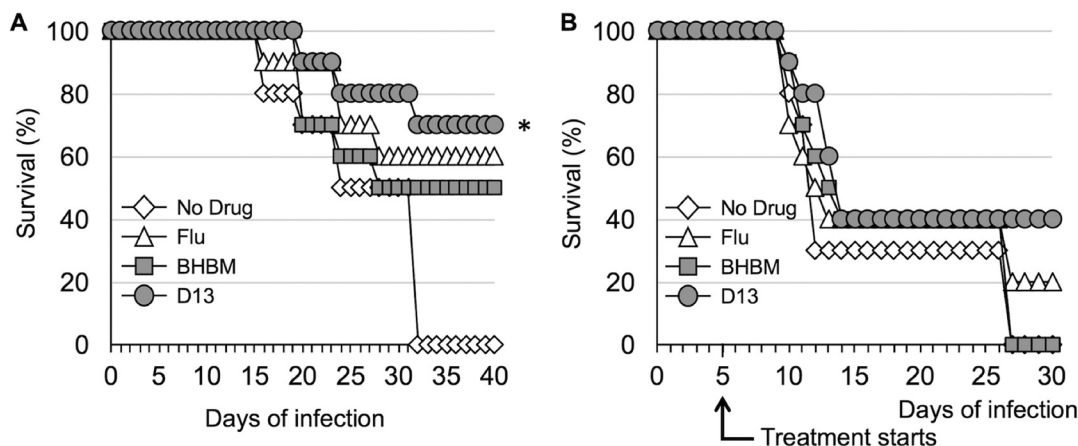 A
100
80
60
40
20
0
Survival (%)
No Drug
Flu
BHBM
D13
*
0 5 10 15 20 25 30 35 40
Days of infection
B
100
80
60
40
20
0
Survival (%)
No Drug
Flu
BHBM
D13
0 5 10 15 20 25 30
Days of infection
Treatment starts